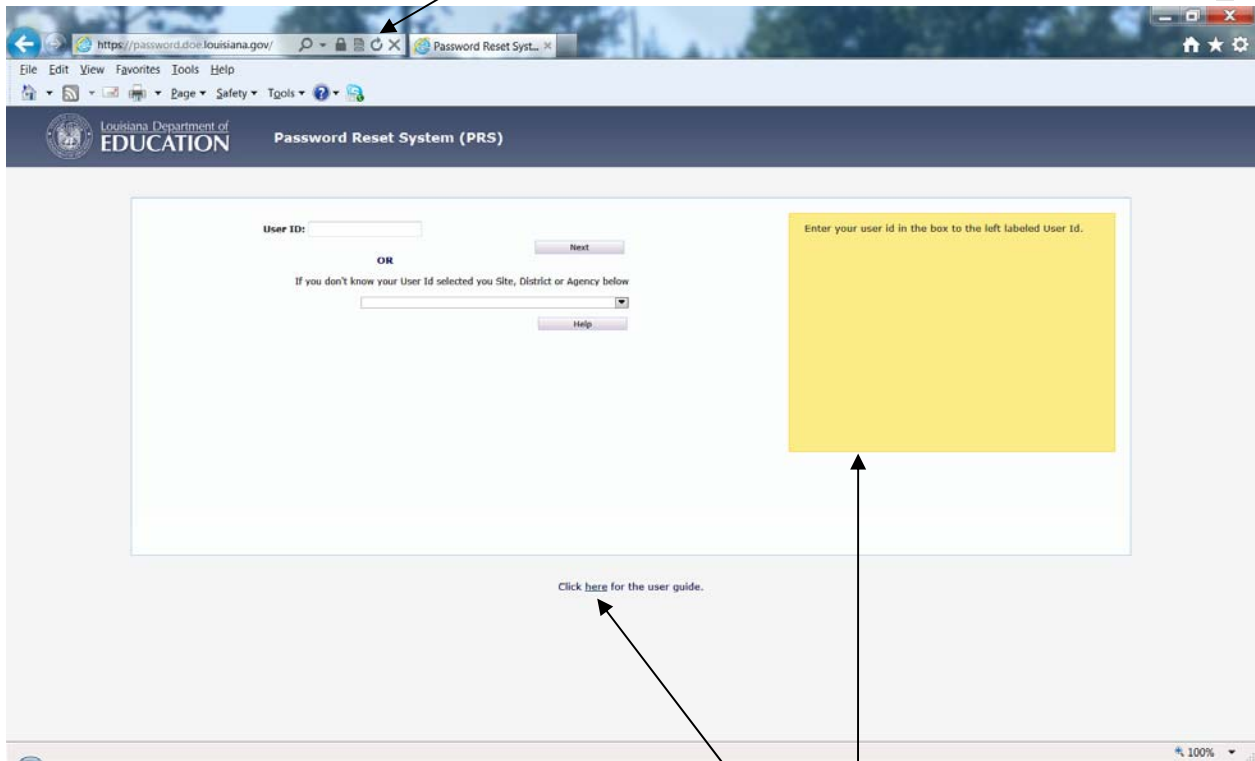 https://password.doe.louisiana.gov/
Password Reset Syst...
File Edit View Favorites Tools Help
Page Safety Tools
Louisiana Department of
EDUCATION
Password Reset System (PRS)
User ID:
Next
OR
If you don't know your User Id selected you Site, District or Agency below
Help
Enter your user id in the box to the left labeled User Id.
Click here for the user guide.
100%